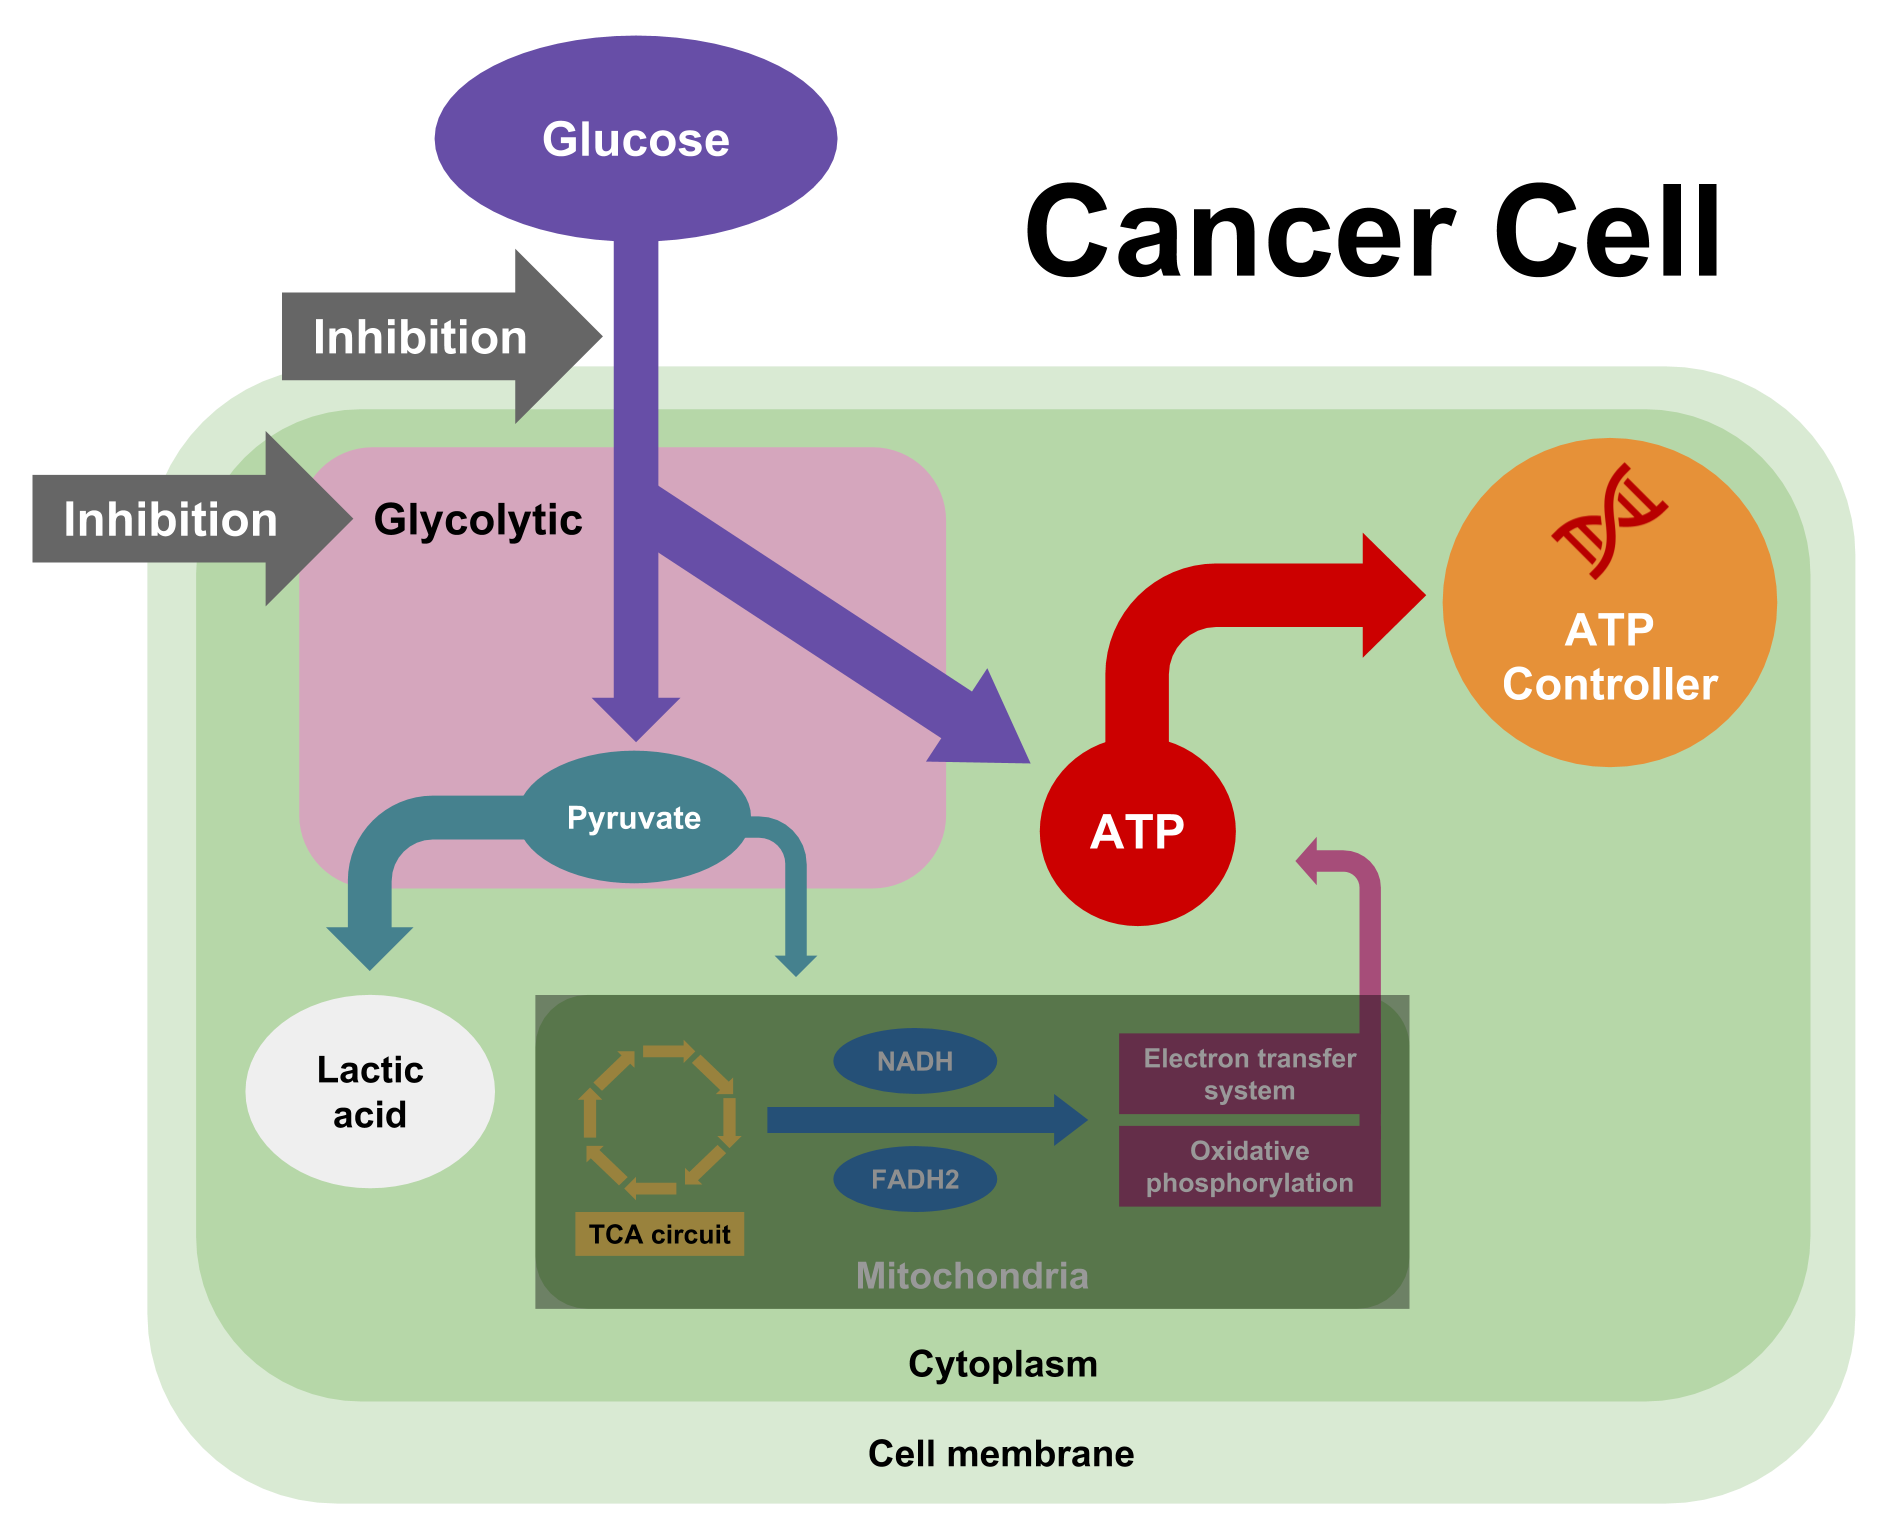 Glucose
Cancer Cell
Inhibition
Inhibition
Glycolytic
ATP
Controller
Pyruvate
ATP
Lactic
acid
NADH
FADH2
Electron transfer
system
Oxidative
phosphorylation
TCA circuit
Mitochondria
Cytoplasm
Cell membrane